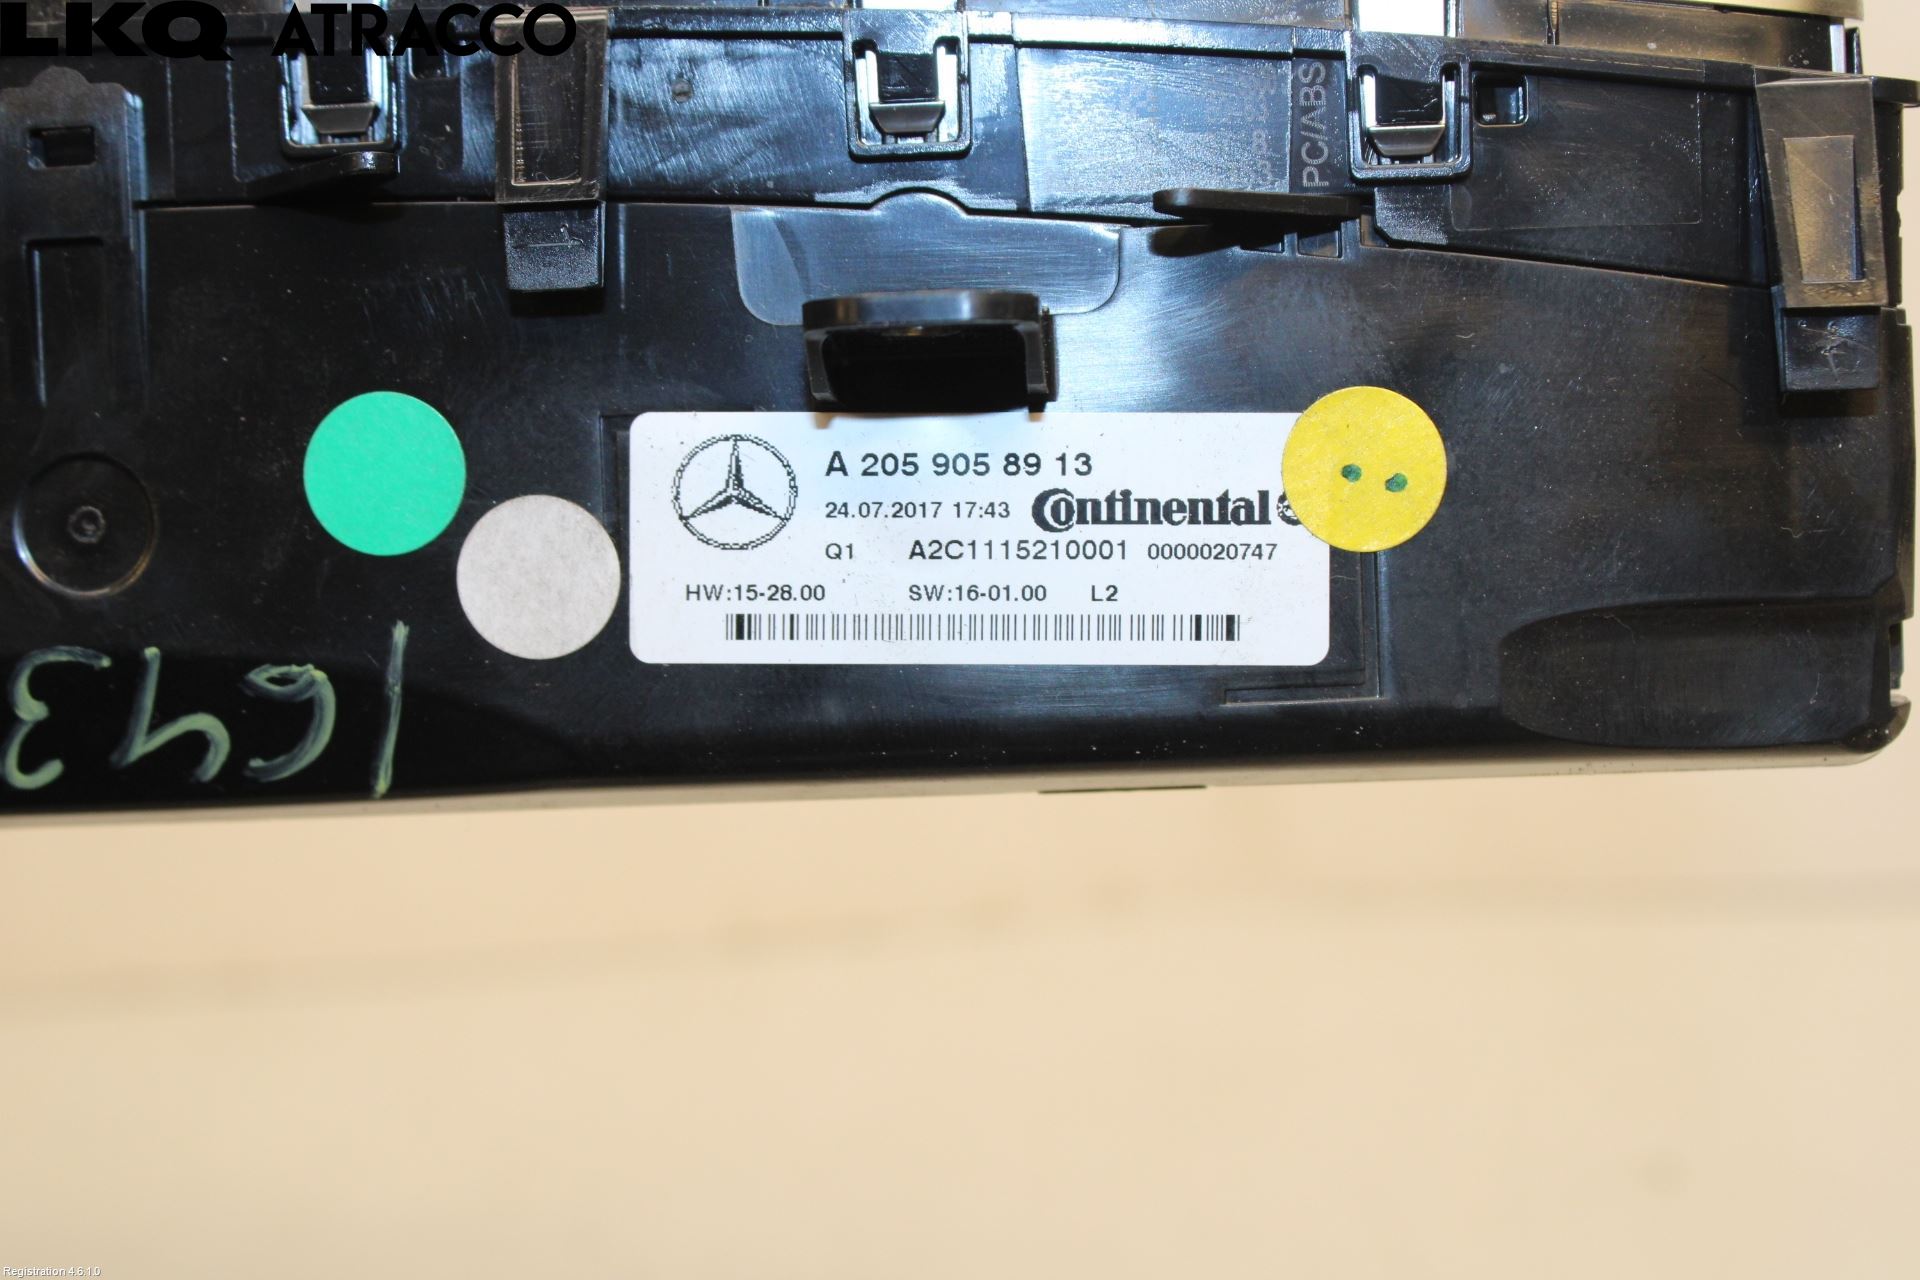 LKQ ATRACCO
PC/ABS
A 205 905 89 13
24.07.2017 17:43 Continental
Q1 A2C1115210001 0000020747
HW:15-28.00 SW:16-01.00 L2
1643
Registration 4.6.1.0